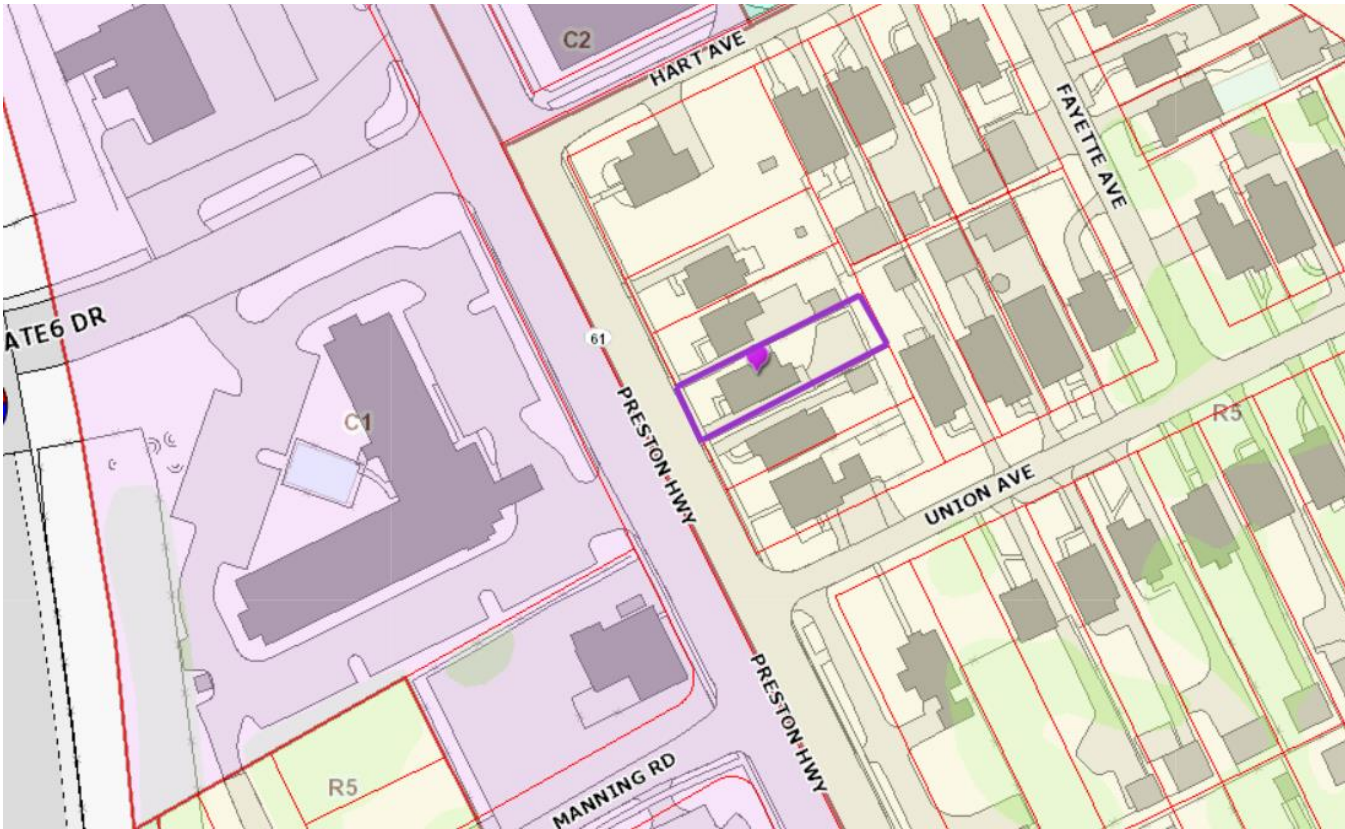 C2
HART AVE
FAYETTE AVE
ATE6 DR
61
C1
PRESTON HWY
R5
UNION AVE
PRESTON HWY
R5
MANNING RD